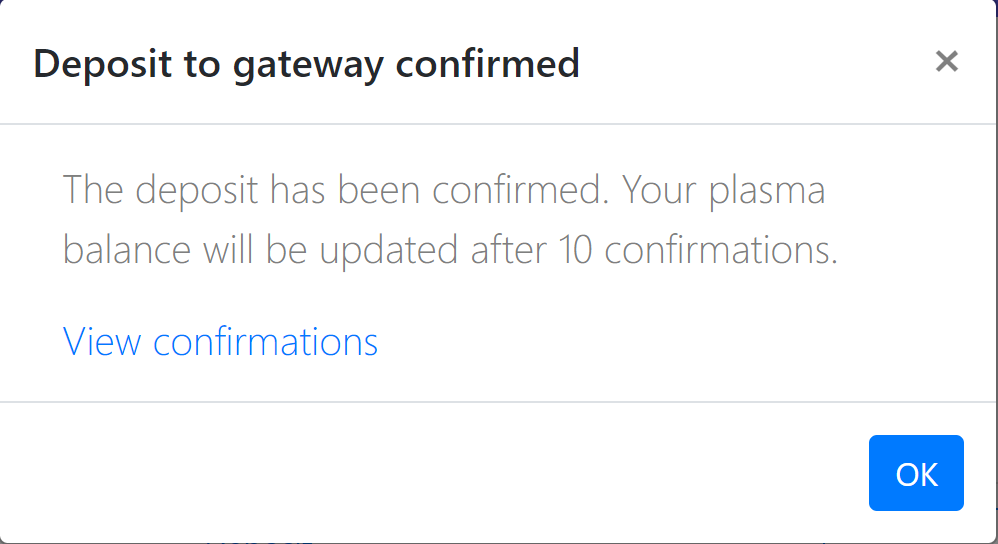 Deposit to gateway confirmed
×
The deposit has been confirmed. Your plasma
balance will be updated after 10 confirmations.
View confirmations
OK